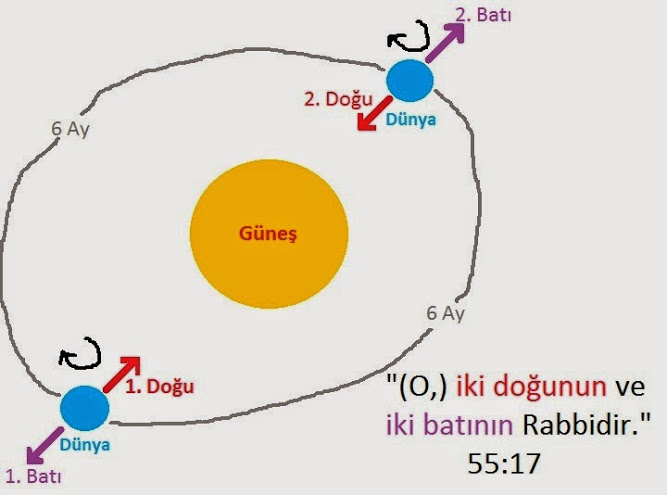 2. Batı
2. Doğu
Dünya
6 Ay
Güneş
6 Ay
1. Doğu
Dünya
1. Batı
"(O,) iki doğunun ve
iki batının Rabbidir."
55:17